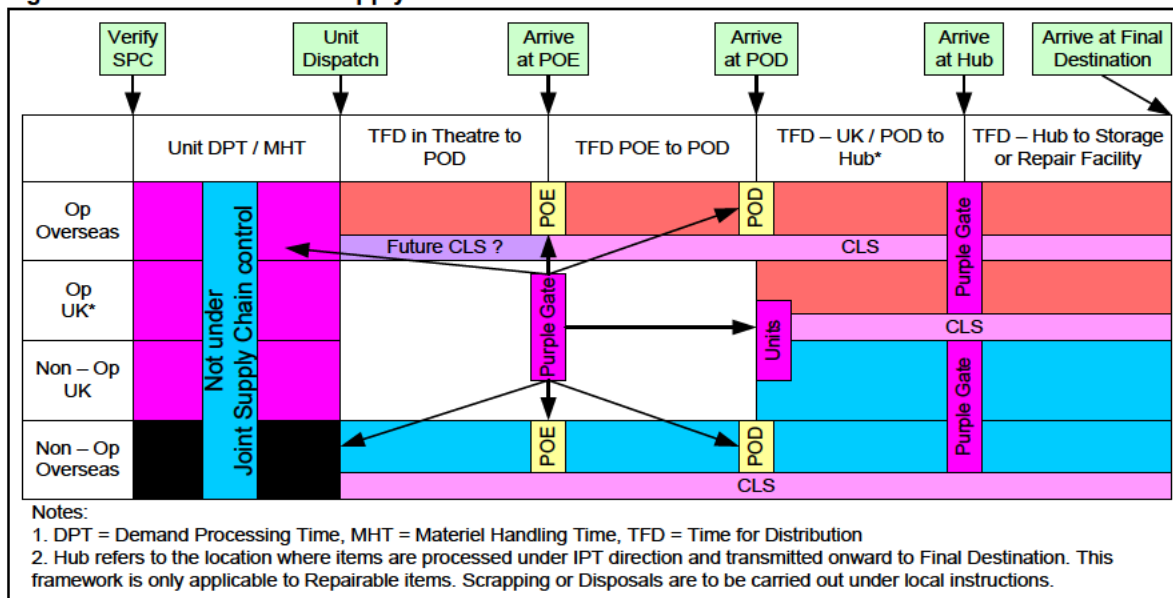 Verify
SPC
Unit
Dispatch
Arrive
at POE
Arrive
at POD
Arrive
at Hub
Arrive at Final
Destination
Unit DPT / MHT
TFD in Theatre to
POD
TFD POE to POD
TFD – UK / POD to
Hub*
TFD – Hub to Storage
or Repair Facility
Op
Overseas
POE
POD
Future CLS ?
CLS
Op
UK*
Not under
Joint Supply Chain control
Purple Gate
Units
Purple Gate
CLS
Non – Op
UK
Purple Gate
Non – Op
Overseas
POE
POD
CLS
Notes:
1. DPT = Demand Processing Time, MHT = Materiel Handling Time, TFD = Time for Distribution
2. Hub refers to the location where items are processed under IPT direction and transmitted onward to Final Destination. This
framework is only applicable to Repairable items. Scrapping or Disposals are to be carried out under local instructions.